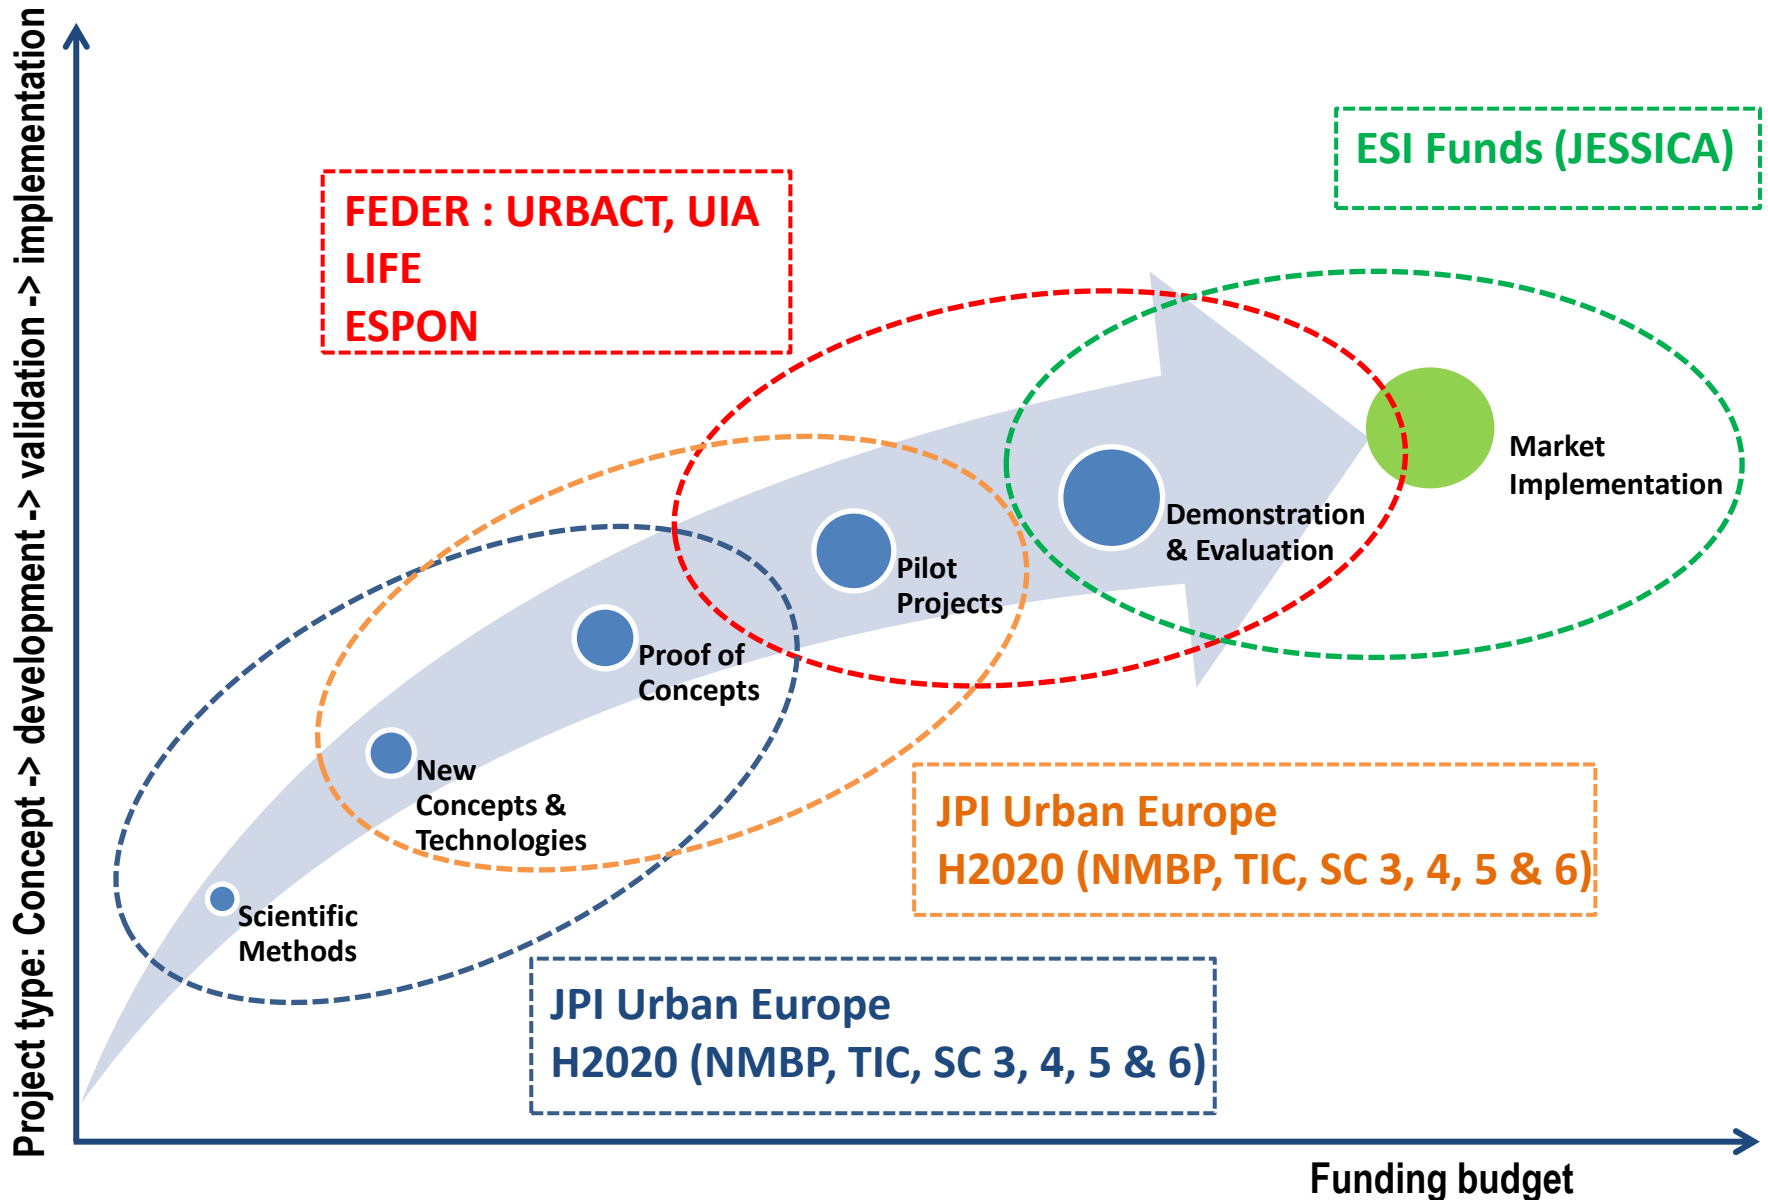 Project type: Concept -> development -> validation -> implementation
ESI Funds (JESSICA)
FEDER : URBACT, UIA
LIFE
ESPON
Market
Implementation
Demonstration
& Evaluation
Pilot
Projects
Proof of
Concepts
New
Concepts &
Technologies
Scientific
Methods
JPI Urban Europe
H2020 (NMBP, TIC, SC 3, 4, 5 & 6)
JPI Urban Europe
H2020 (NMBP, TIC, SC 3, 4, 5 & 6)
Funding budget